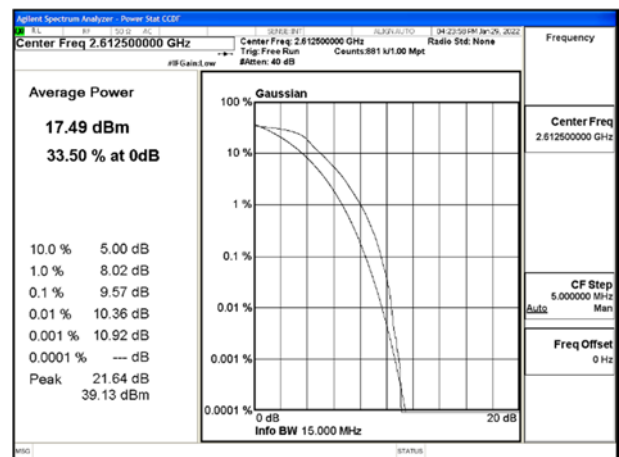 Agilent Spectrum Analyzer - Power Stat CCDF
RL RF 50 Ω AC SENSE:INT ALIGN AUTO 04:23:50 PM Jan 29, 2022
Center Freq 2.612500000 GHz
Center Freq: 2.612500000 GHz Radio Std: None
Trig: Free Run Counts:881 k/1.00 Mpt
#IFGain:Low #Atten: 40 dB
Frequency
Average Power
17.49 dBm
33.50 % at 0dB
10.0 % 5.00 dB
1.0 % 8.02 dB
0.1 % 9.57 dB
0.01 % 10.36 dB
0.001 % 10.92 dB
0.0001 % --- dB
Peak 21.64 dB
39.13 dBm
Gaussian
100 %
10 %
1 %
0.1 %
0.01 %
0.001 %
0.0001 %
0 dB 20 dB
Info BW 15.000 MHz
Center Freq
2.612500000 GHz
CF Step
5.000000 MHz
Auto Man
Freq Offset
0 Hz
MSG STATUS